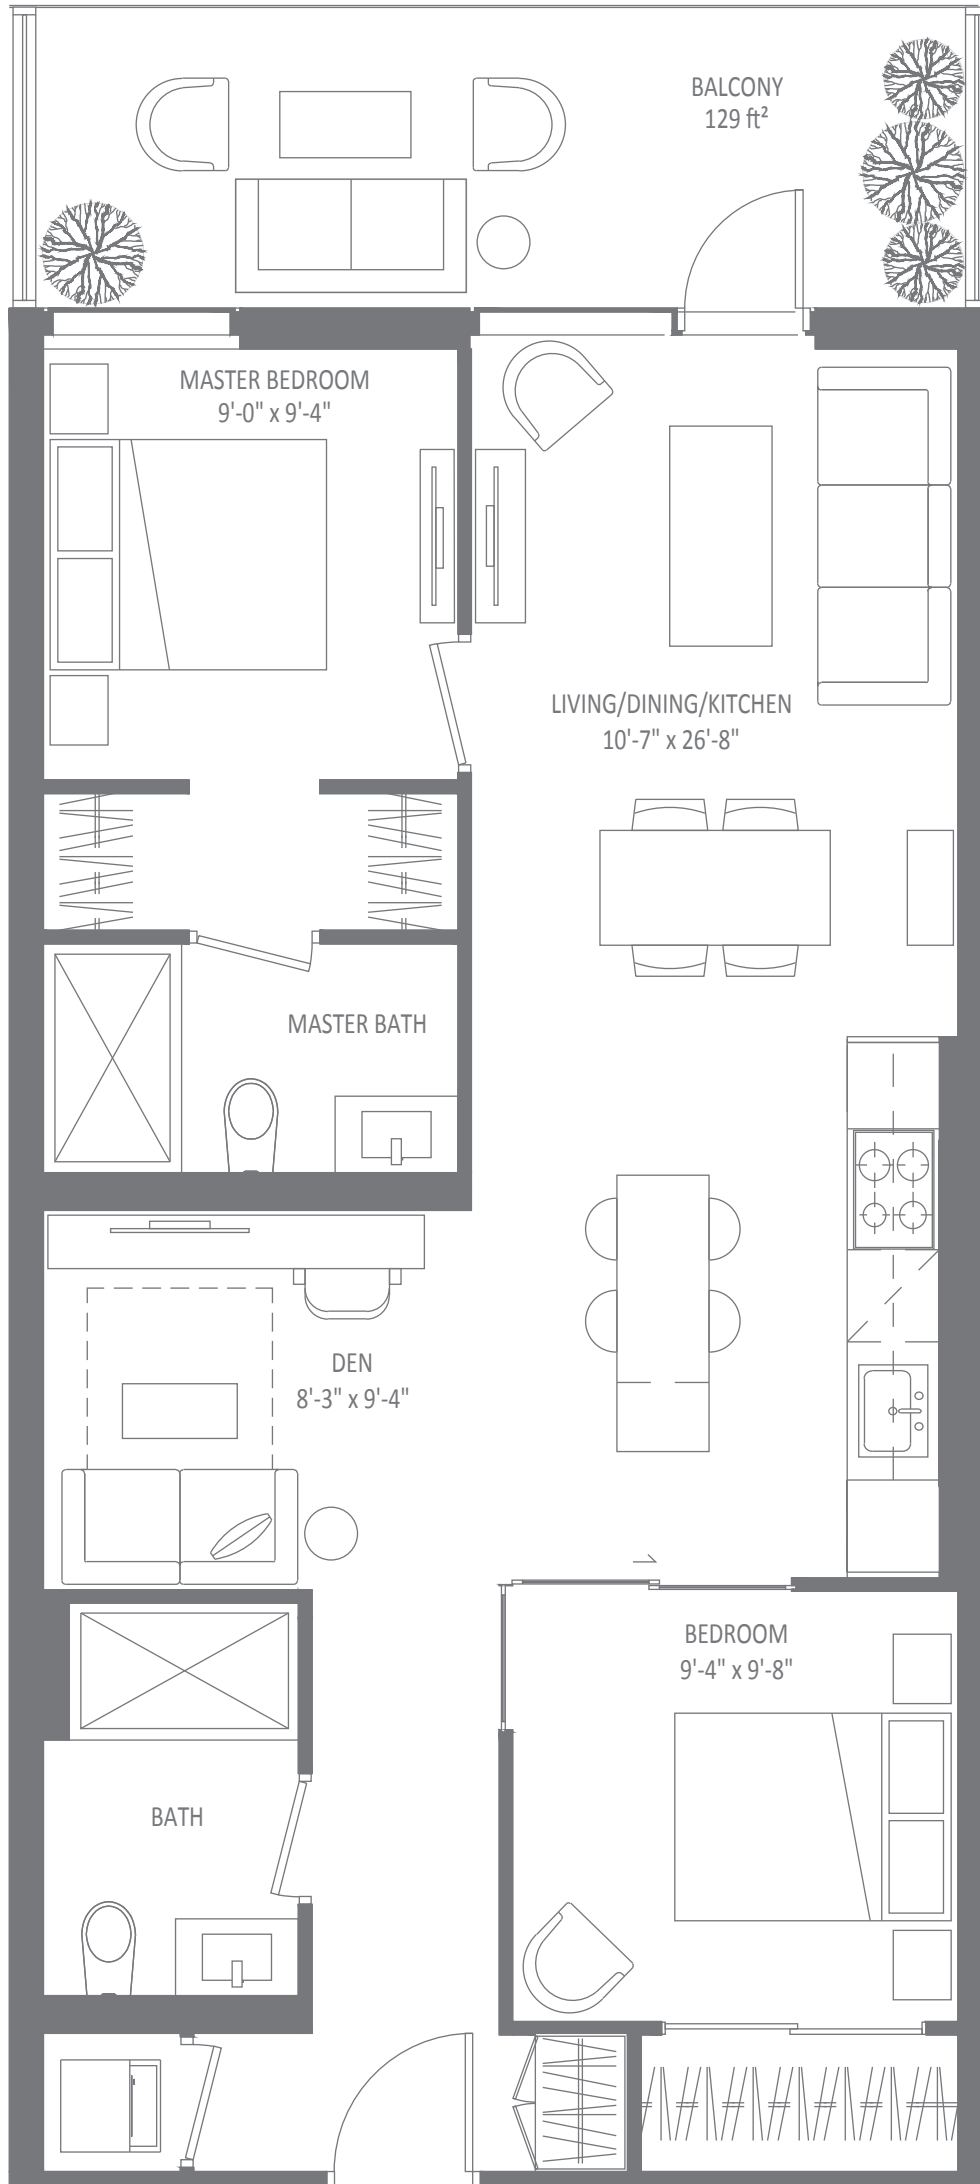 BALCONY
129 ft²
MASTER BEDROOM
9'-0" x 9'-4"
LIVING/DINING/KITCHEN
10'-7" x 26'-8"
MASTER BATH
DEN
8'-3" x 9'-4"
BEDROOM
9'-4" x 9'-8"
BATH